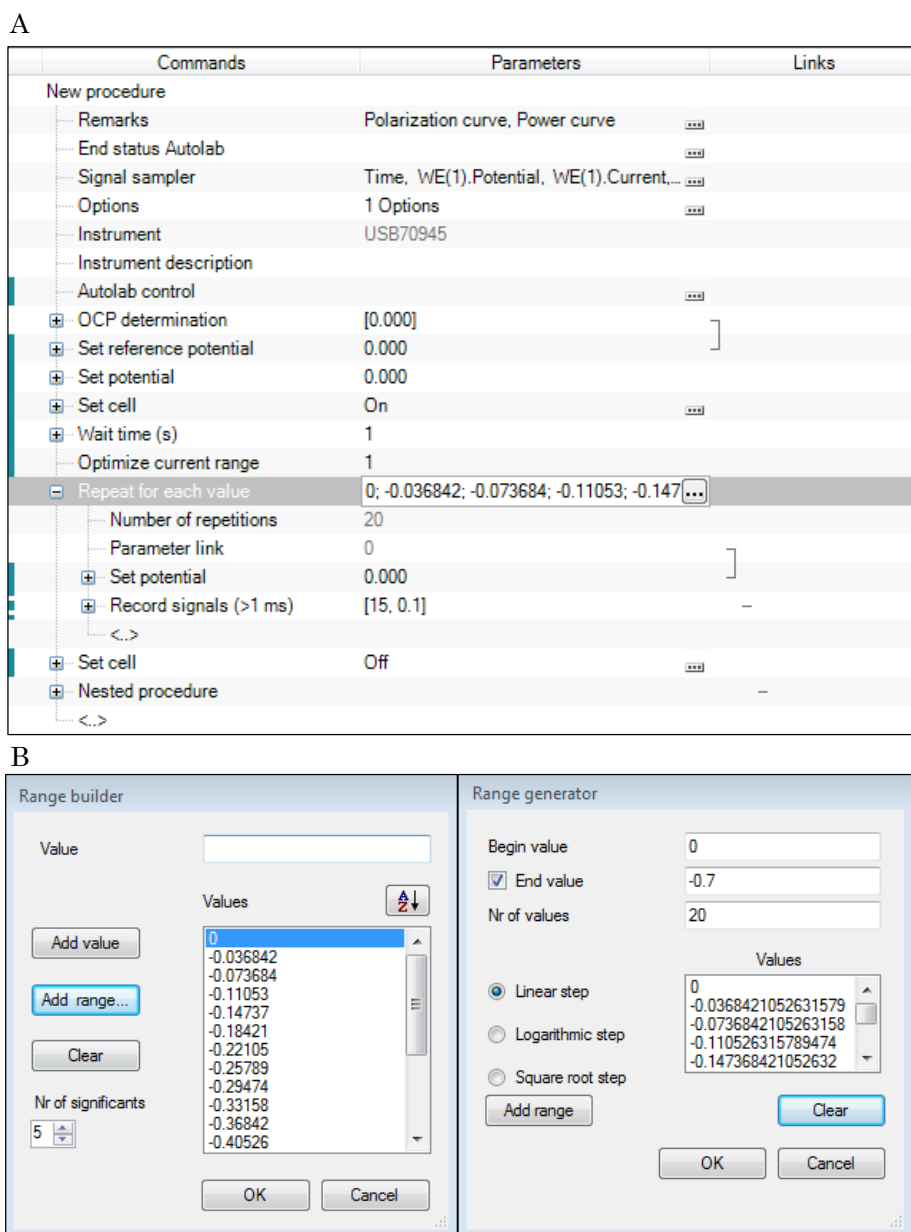 A
Commands Parameters Links
New procedure
Remarks Polarization curve, Power curve ...
End status Autolab ...
Signal sampler Time, WE(1).Potential, WE(1).Current,... ...
Options 1 Options ...
Instrument USB70945
Instrument description
Autolab control ...
OCP determination [0.000]
Set reference potential 0.000
Set potential 0.000
Set cell On ...
Wait time (s) 1
Optimize current range 1
Repeat for each value 0; -0.036842; -0.073684; -0.11053; -0.147 ...
Number of repetitions 20
Parameter link 0
Set potential 0.000
Record signals (>1 ms) [15, 0.1] –
<..>
Set cell Off ...
Nested procedure –
<..>
B
Range builder
Value
Values
A
Z
Add value
Add range...
Clear
Nr of significants
5
0
-0.036842
-0.073684
-0.11053
-0.14737
-0.18421
-0.22105
-0.25789
-0.29474
-0.33158
-0.36842
-0.40526
OK Cancel
Range generator
Begin value 0
End value -0.7
Nr of values 20
Values
Linear step
Logarithmic step
Square root step
0
-0.0368421052631579
-0.0736842105263158
-0.110526315789474
-0.147368421052632
Add range Clear
OK Cancel